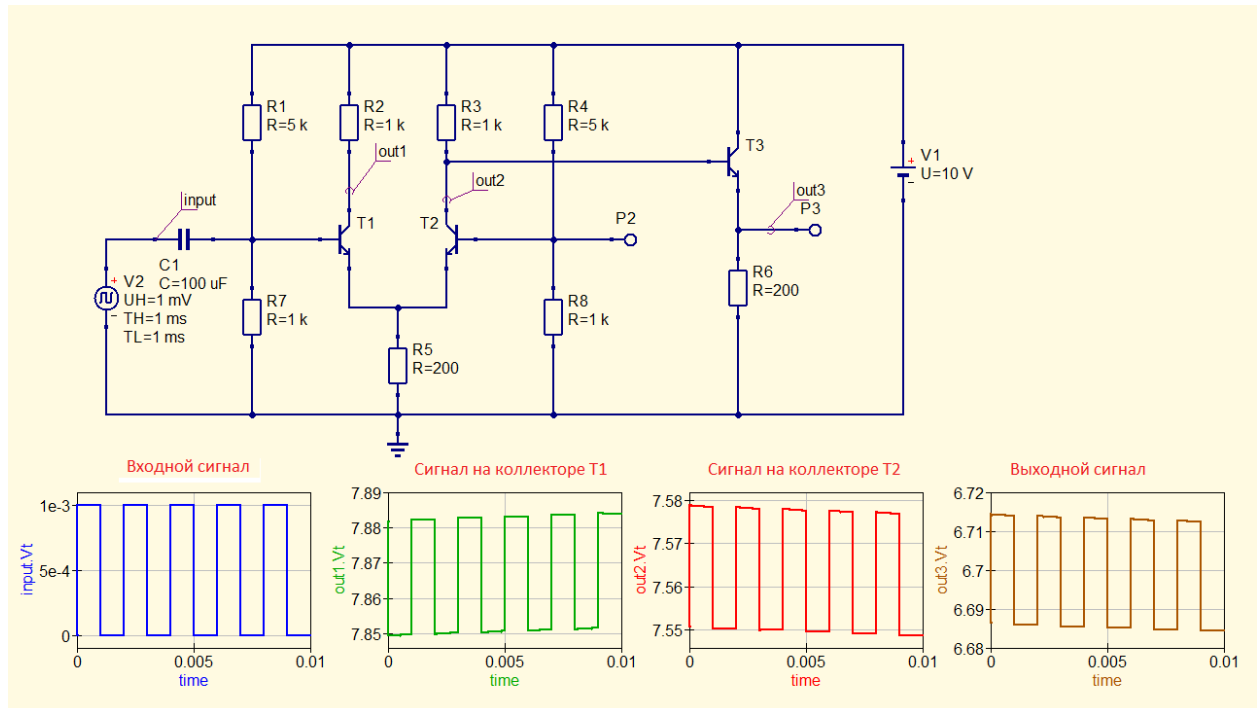 R1
R=5 k
R2
R=1 k
R3
R=1 k
R4
R=5 k
T3
V1
U=10 V
out1
out2
out3
P3
input
T1
T2
P2
C1
C=100 uF
V2
UH=1 mV
TH=1 ms
TL=1 ms
R7
R=1 k
R8
R=1 k
R6
R=200
R5
R=200
Входной сигнал
Сигнал на коллекторе T1
Сигнал на коллекторе T2
Выходной сигнал
input.Vt
1e-3
5e-4
0
0
0.005
0.01
time
out1.Vt
7.89
7.88
7.87
7.86
7.85
0
0.005
0.01
time
out2.Vt
7.58
7.57
7.56
7.55
0
0.005
0.01
time
out3.Vt
6.72
6.71
6.7
6.69
6.68
0
0.005
0.01
time